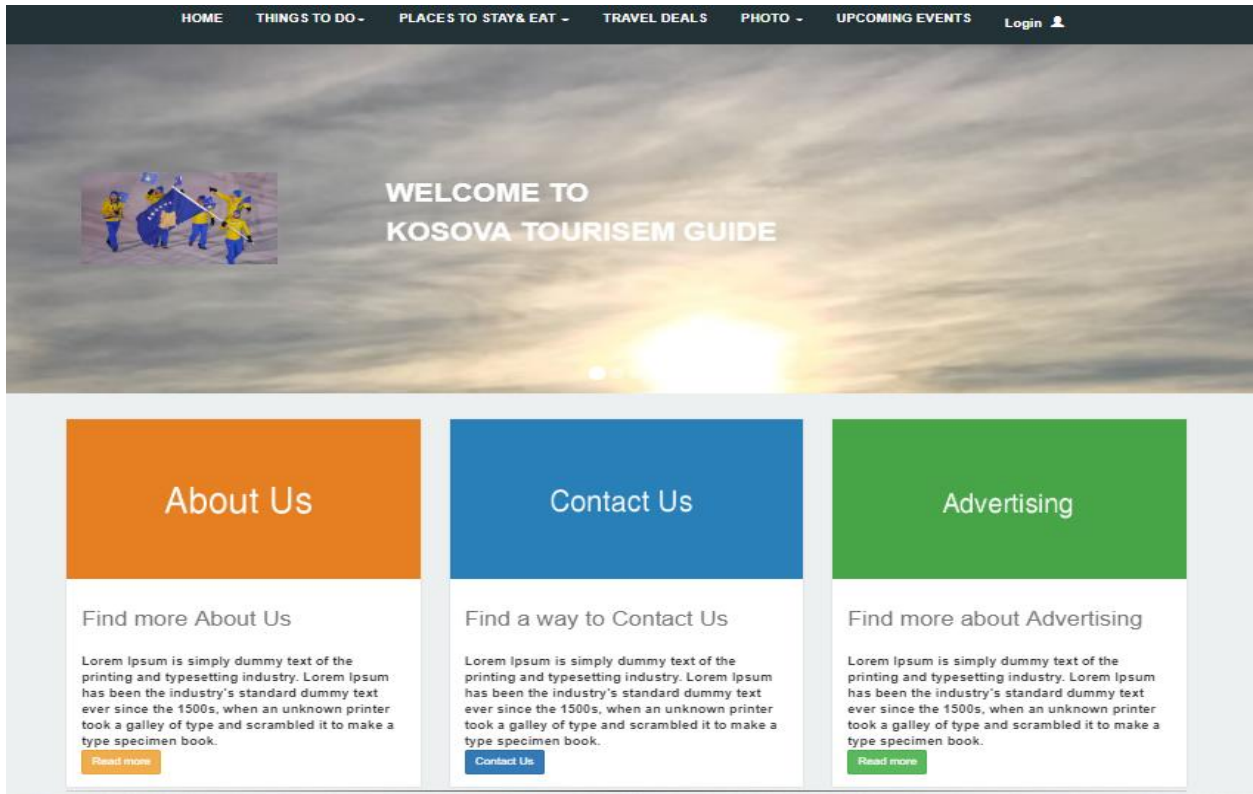 HOME THINGS TO DO PLACES TO STAY& EAT TRAVEL DEALS PHOTO UPCOMING EVENTS Login
WELCOME TO
KOSOVA TOURISEM GUIDE
About Us
Contact Us
Advertising
Find more About Us
Lorem Ipsum is simply dummy text of the
printing and typesetting industry. Lorem Ipsum
has been the industry's standard dummy text
ever since the 1500s, when an unknown printer
took a galley of type and scrambled it to make a
type specimen book.
Read more
Find a way to Contact Us
Lorem Ipsum is simply dummy text of the
printing and typesetting industry. Lorem Ipsum
has been the industry's standard dummy text
ever since the 1500s, when an unknown printer
took a galley of type and scrambled it to make a
type specimen book.
Contact Us
Find more about Advertising
Lorem Ipsum is simply dummy text of the
printing and typesetting industry. Lorem Ipsum
has been the industry's standard dummy text
ever since the 1500s, when an unknown printer
took a galley of type and scrambled it to make a
type specimen book.
Read more